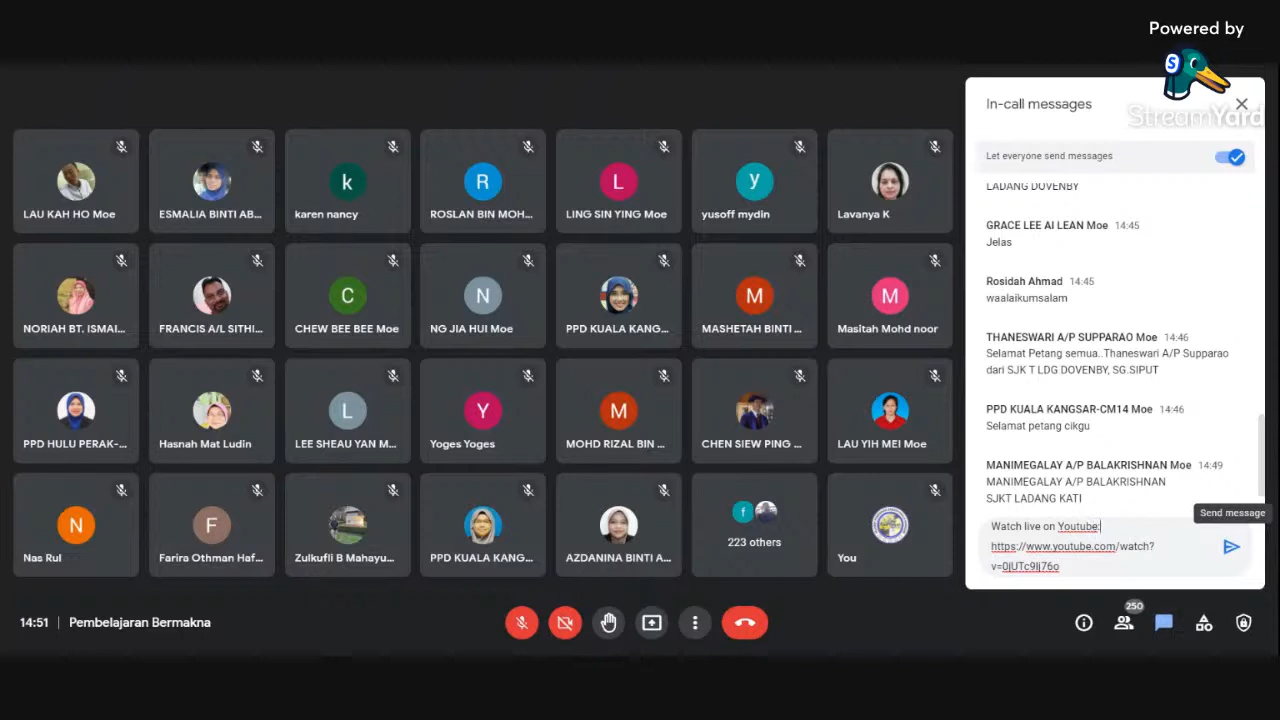 Powered by
S
StreamYard
In-call messages
Let everyone send messages
LADANG DOVENBY
GRACE LEE AI LEAN Moe 14:45
Jelas
Rosidah Ahmad 14:45
waalaikumsalam
THANESWARI A/P SUPPARAO Moe 14:46
Selamat Petang semua..Thaneswari A/P Supparao
dari SJK T LDG DOVENBY, SG.SIPUT
PPD KUALA KANGSAR-CM14 Moe 14:46
Selamat petang cikgu
MANIMEGALAY A/P BALAKRISHNAN Moe 14:49
MANIMEGALAY A/P BALAKRISHNAN
SJKT LADANG KATI
Send message
Watch live on Youtube:
https://www.youtube.com/watch?
v=0jUTc9Ij76o
LAU KAH HO Moe
ESMALIA BINTI AB...
k
karen nancy
R
ROSLAN BIN MOH...
L
LING SIN YING Moe
y
yusoff mydin
Lavanya K
NORIAH BT. ISMAI...
FRANCIS A/L SITHI...
C
CHEW BEE BEE Moe
N
NG JIA HUI Moe
PPD KUALA KANG...
M
MASHETAH BINTI ...
M
Masitah Mohd noor
PPD HULU PERAK-...
Hasnah Mat Ludin
L
LEE SHEAU YAN M...
Y
Yoges Yoges
M
MOHD RIZAL BIN ...
CHEN SIEW PING ...
LAU YIH MEI Moe
N
Nas Rul
F
Farira Othman Haf...
Zulkufli B Mahayu...
PPD KUALA KANG...
AZDANINA BINTI A...
f
223 others
You
14:51 | Pembelajaran Bermakna
250